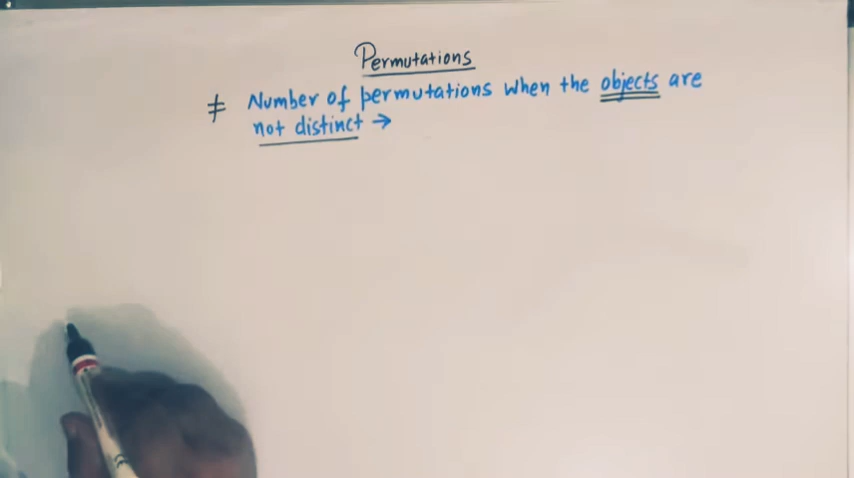 Permutations
≠ Number of permutations when the objects are
not distinct →